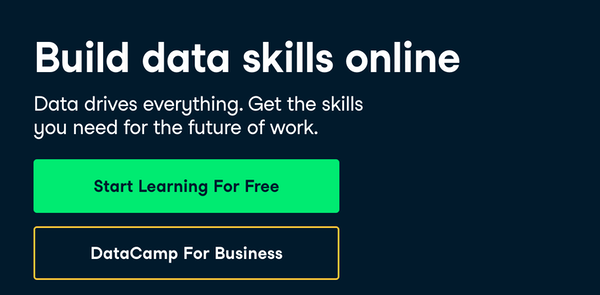 Build data skills online
Data drives everything. Get the skills
you need for the future of work.
Start Learning For Free
DataCamp For Business